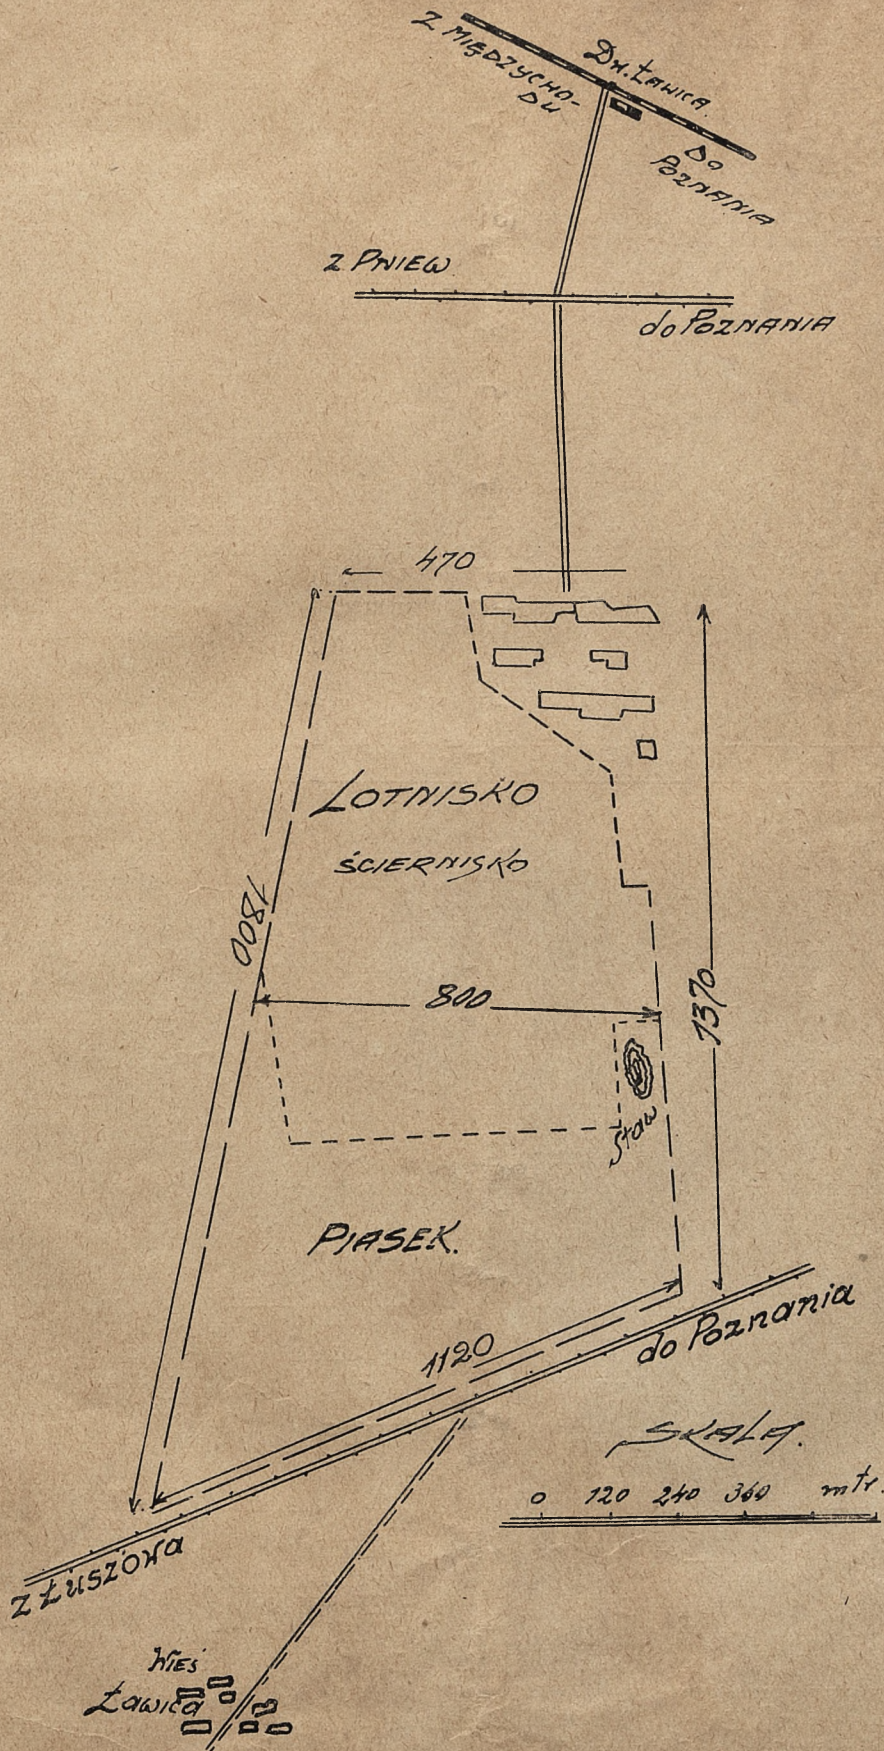 Z MIĘDZYCHO-
DU
Dw. ŁAWICA.
DO
POZNANIA
Z PNIEW
do POZNANIA
470
LOTNISKO
ŚCIERNISKO
1800
800
1370
Staw
PIASEK.
1120
do Poznania
SKALA.
0 120 240 360 mtr.
Z ŁUSZOWA
WIEŚ
Ławica